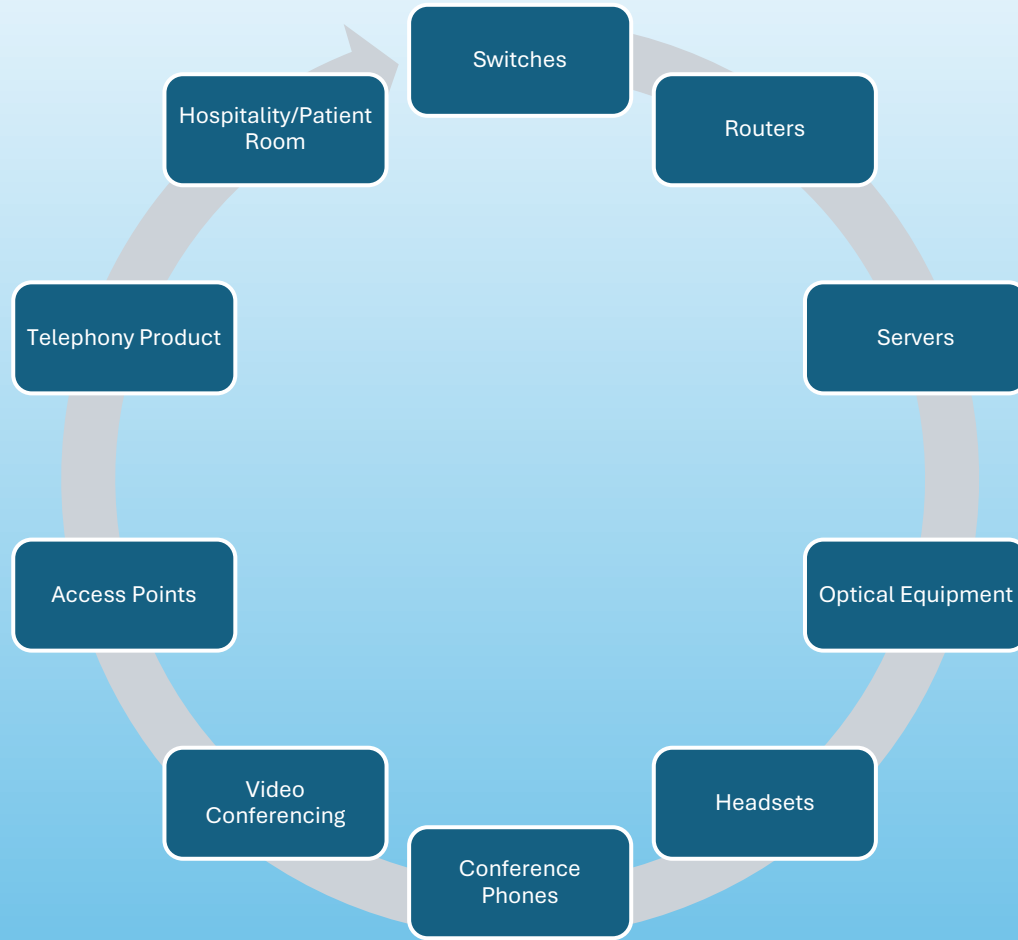 Switches
Routers
Servers
Optical Equipment
Headsets
Conference
Phones
Video
Conferencing
Access Points
Telephony Product
Hospitality/Patient
Room